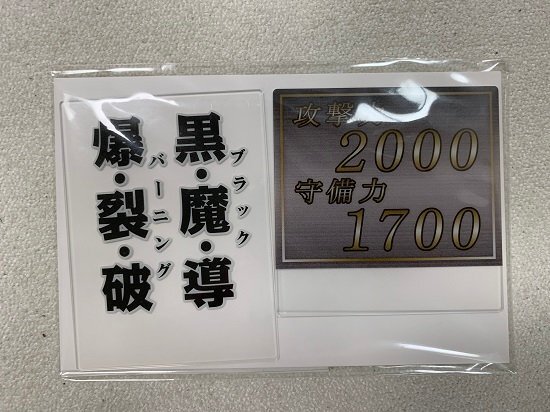 黒・魔・導
ブラック
爆・裂・破
バーニング
攻撃
2000
守備力
1700